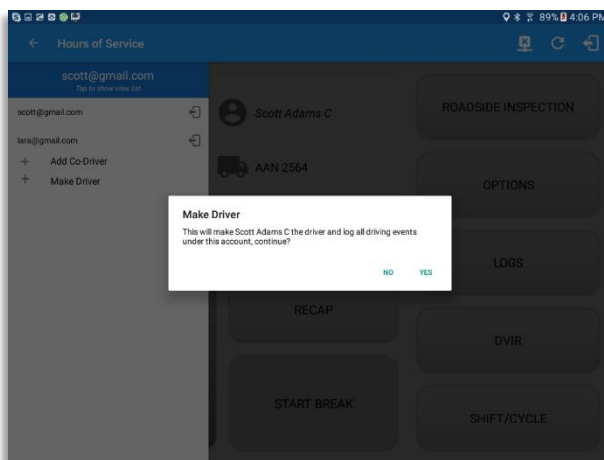 89% 4:06 PM
Hours of Service
scott@gmail.com
Tap to show view list
scott@gmail.com
lara@gmail.com
+ Add Co-Driver
+ Make Driver
Scott Adams C
AAN 2564
ROADSIDE INSPECTION
OPTIONS
LOGS
Make Driver
This will make Scott Adams C the driver and log all driving events
under this account, continue?
NO YES
RECAP
DVIR
START BREAK
SHIFT/CYCLE